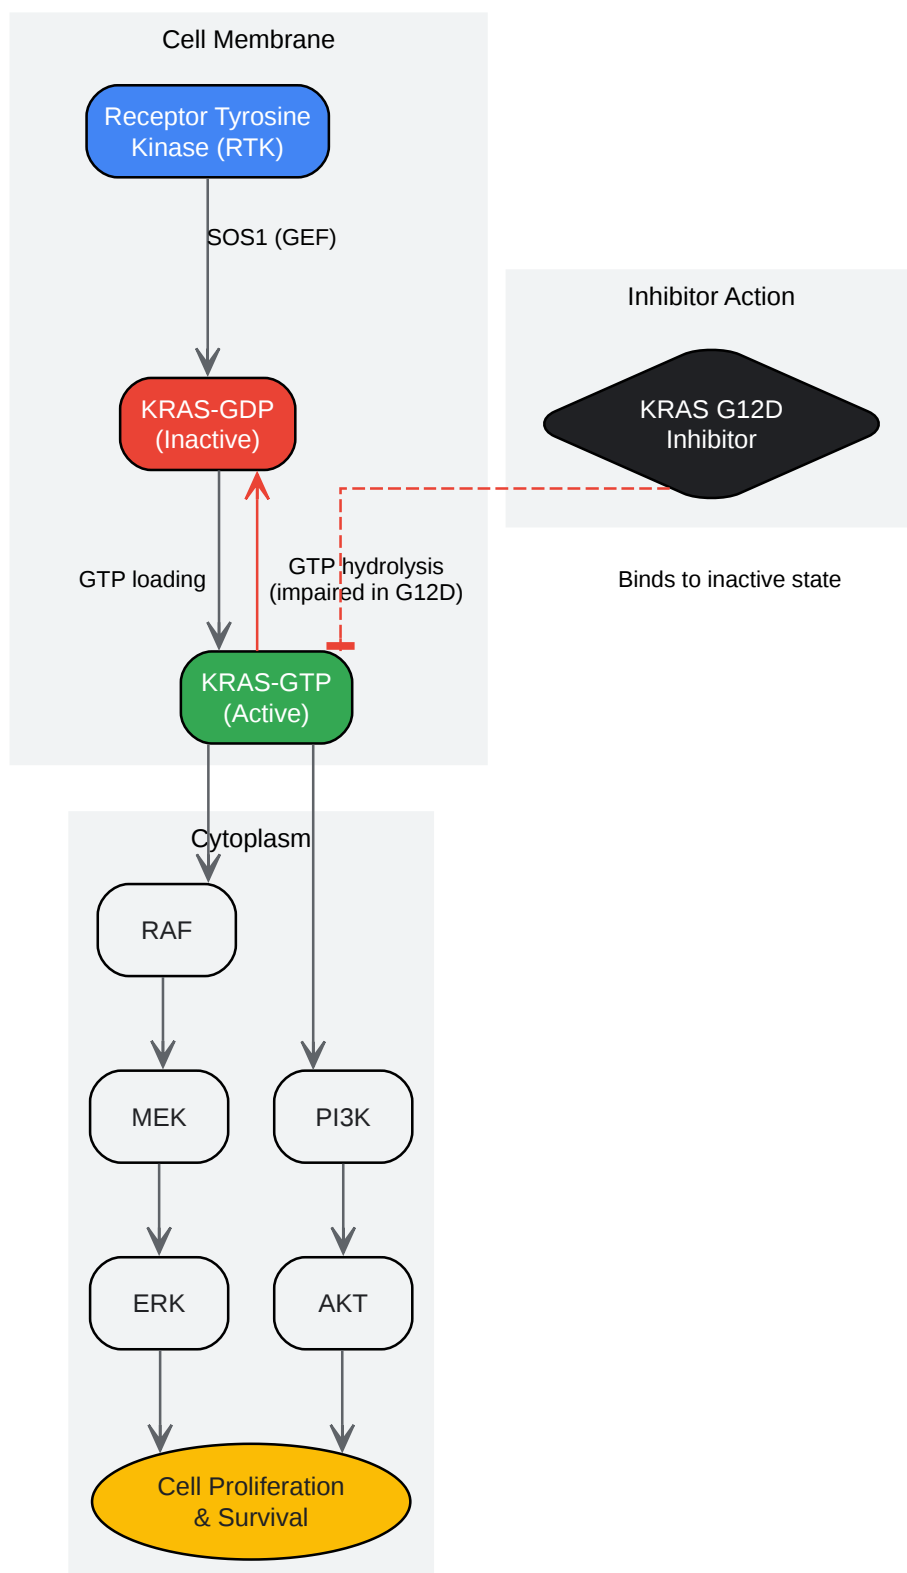 Cell Membrane
Receptor Tyrosine
Kinase (RTK)
SOS1 (GEF)
Inhibitor Action
KRAS-GDP
(Inactive)
KRAS G12D
Inhibitor
GTP loading
GTP hydrolysis
(impaired in G12D)
Binds to inactive state
KRAS-GTP
(Active)
Cytoplasm
RAF
MEK
PI3K
ERK
AKT
Cell Proliferation
& Survival